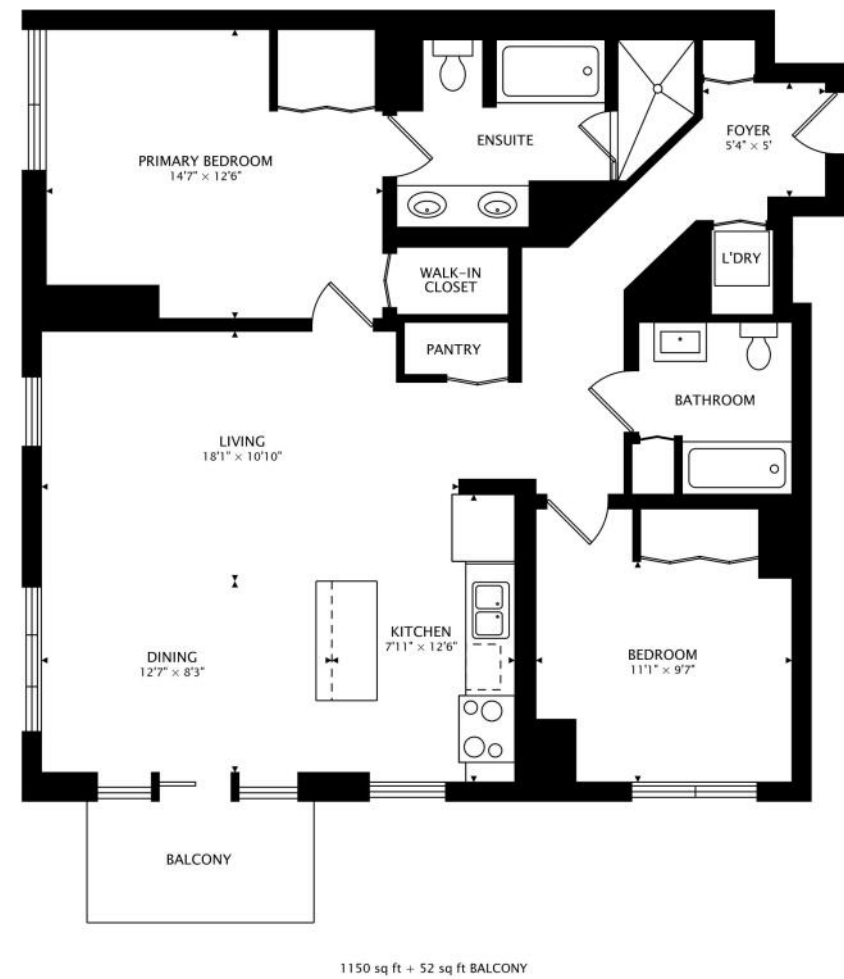 FOYER
5'4" × 5'
ENSUITE
PRIMARY BEDROOM
14'7" × 12'6"
L'DRY
WALK-IN
CLOSET
PANTRY
BATHROOM
LIVING
18'1" × 10'10"
KITCHEN
7'11" × 12'6"
DINING
12'7" × 8'3"
BEDROOM
11'1" × 9'7"
BALCONY
1150 sq ft + 52 sq ft BALCONY